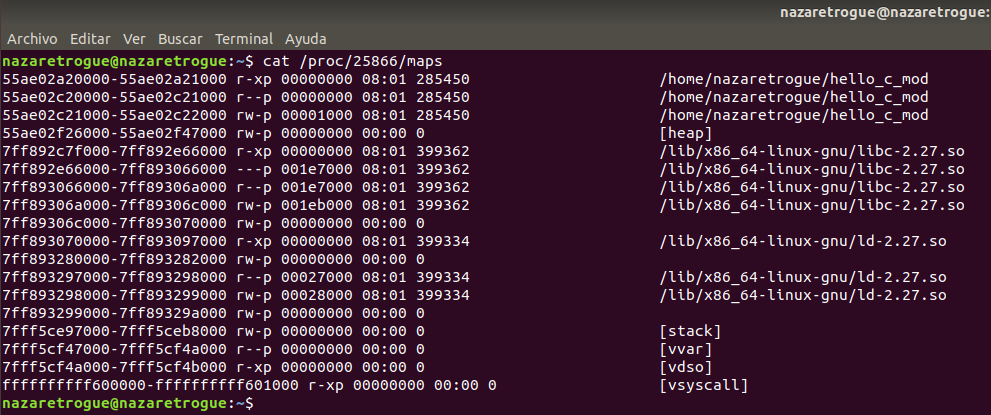 nazaretrogue@nazaretrogue:
Archivo Editar Ver Buscar Terminal Ayuda
nazaretrogue@nazaretrogue:~$ cat /proc/25866/maps
55ae02a20000-55ae02a21000 r-xp 00000000 08:01 285450 /home/nazaretrogue/hello_c_mod
55ae02c20000-55ae02c21000 r--p 00000000 08:01 285450 /home/nazaretrogue/hello_c_mod
55ae02c21000-55ae02c22000 rw-p 00001000 08:01 285450 /home/nazaretrogue/hello_c_mod
55ae02f26000-55ae02f47000 rw-p 00000000 00:00 0 [heap]
7ff892c7f000-7ff892e66000 r-xp 00000000 08:01 399362 /lib/x86_64-linux-gnu/libc-2.27.so
7ff892e66000-7ff893066000 ---p 001e7000 08:01 399362 /lib/x86_64-linux-gnu/libc-2.27.so
7ff893066000-7ff89306a000 r--p 001e7000 08:01 399362 /lib/x86_64-linux-gnu/libc-2.27.so
7ff89306a000-7ff89306c000 rw-p 001eb000 08:01 399362 /lib/x86_64-linux-gnu/libc-2.27.so
7ff89306c000-7ff893070000 rw-p 00000000 00:00 0
7ff893070000-7ff893097000 r-xp 00000000 08:01 399334 /lib/x86_64-linux-gnu/ld-2.27.so
7ff893280000-7ff893282000 rw-p 00000000 00:00 0
7ff893297000-7ff893298000 r--p 00027000 08:01 399334 /lib/x86_64-linux-gnu/ld-2.27.so
7ff893298000-7ff893299000 rw-p 00028000 08:01 399334 /lib/x86_64-linux-gnu/ld-2.27.so
7ff893299000-7ff89329a000 rw-p 00000000 00:00 0
7fff5ce97000-7fff5ceb8000 rw-p 00000000 00:00 0 [stack]
7fff5cf47000-7fff5cf4a000 r--p 00000000 00:00 0 [vvar]
7fff5cf4a000-7fff5cf4b000 r-xp 00000000 00:00 0 [vdso]
ffffffffff600000-ffffffffff601000 r-xp 00000000 00:00 0 [vsyscall]
nazaretrogue@nazaretrogue:~$